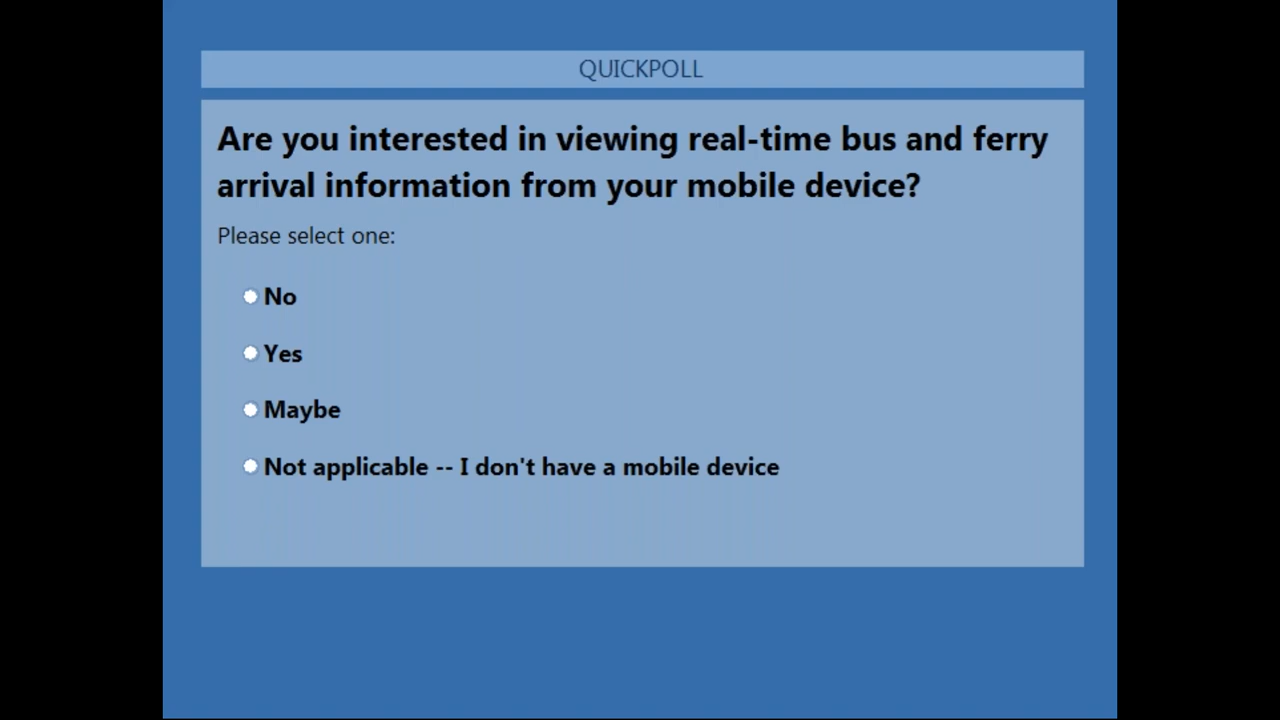 QUICKPOLL
Are you interested in viewing real-time bus and ferry
arrival information from your mobile device?
Please select one:
No
Yes
Maybe
Not applicable -- I don't have a mobile device